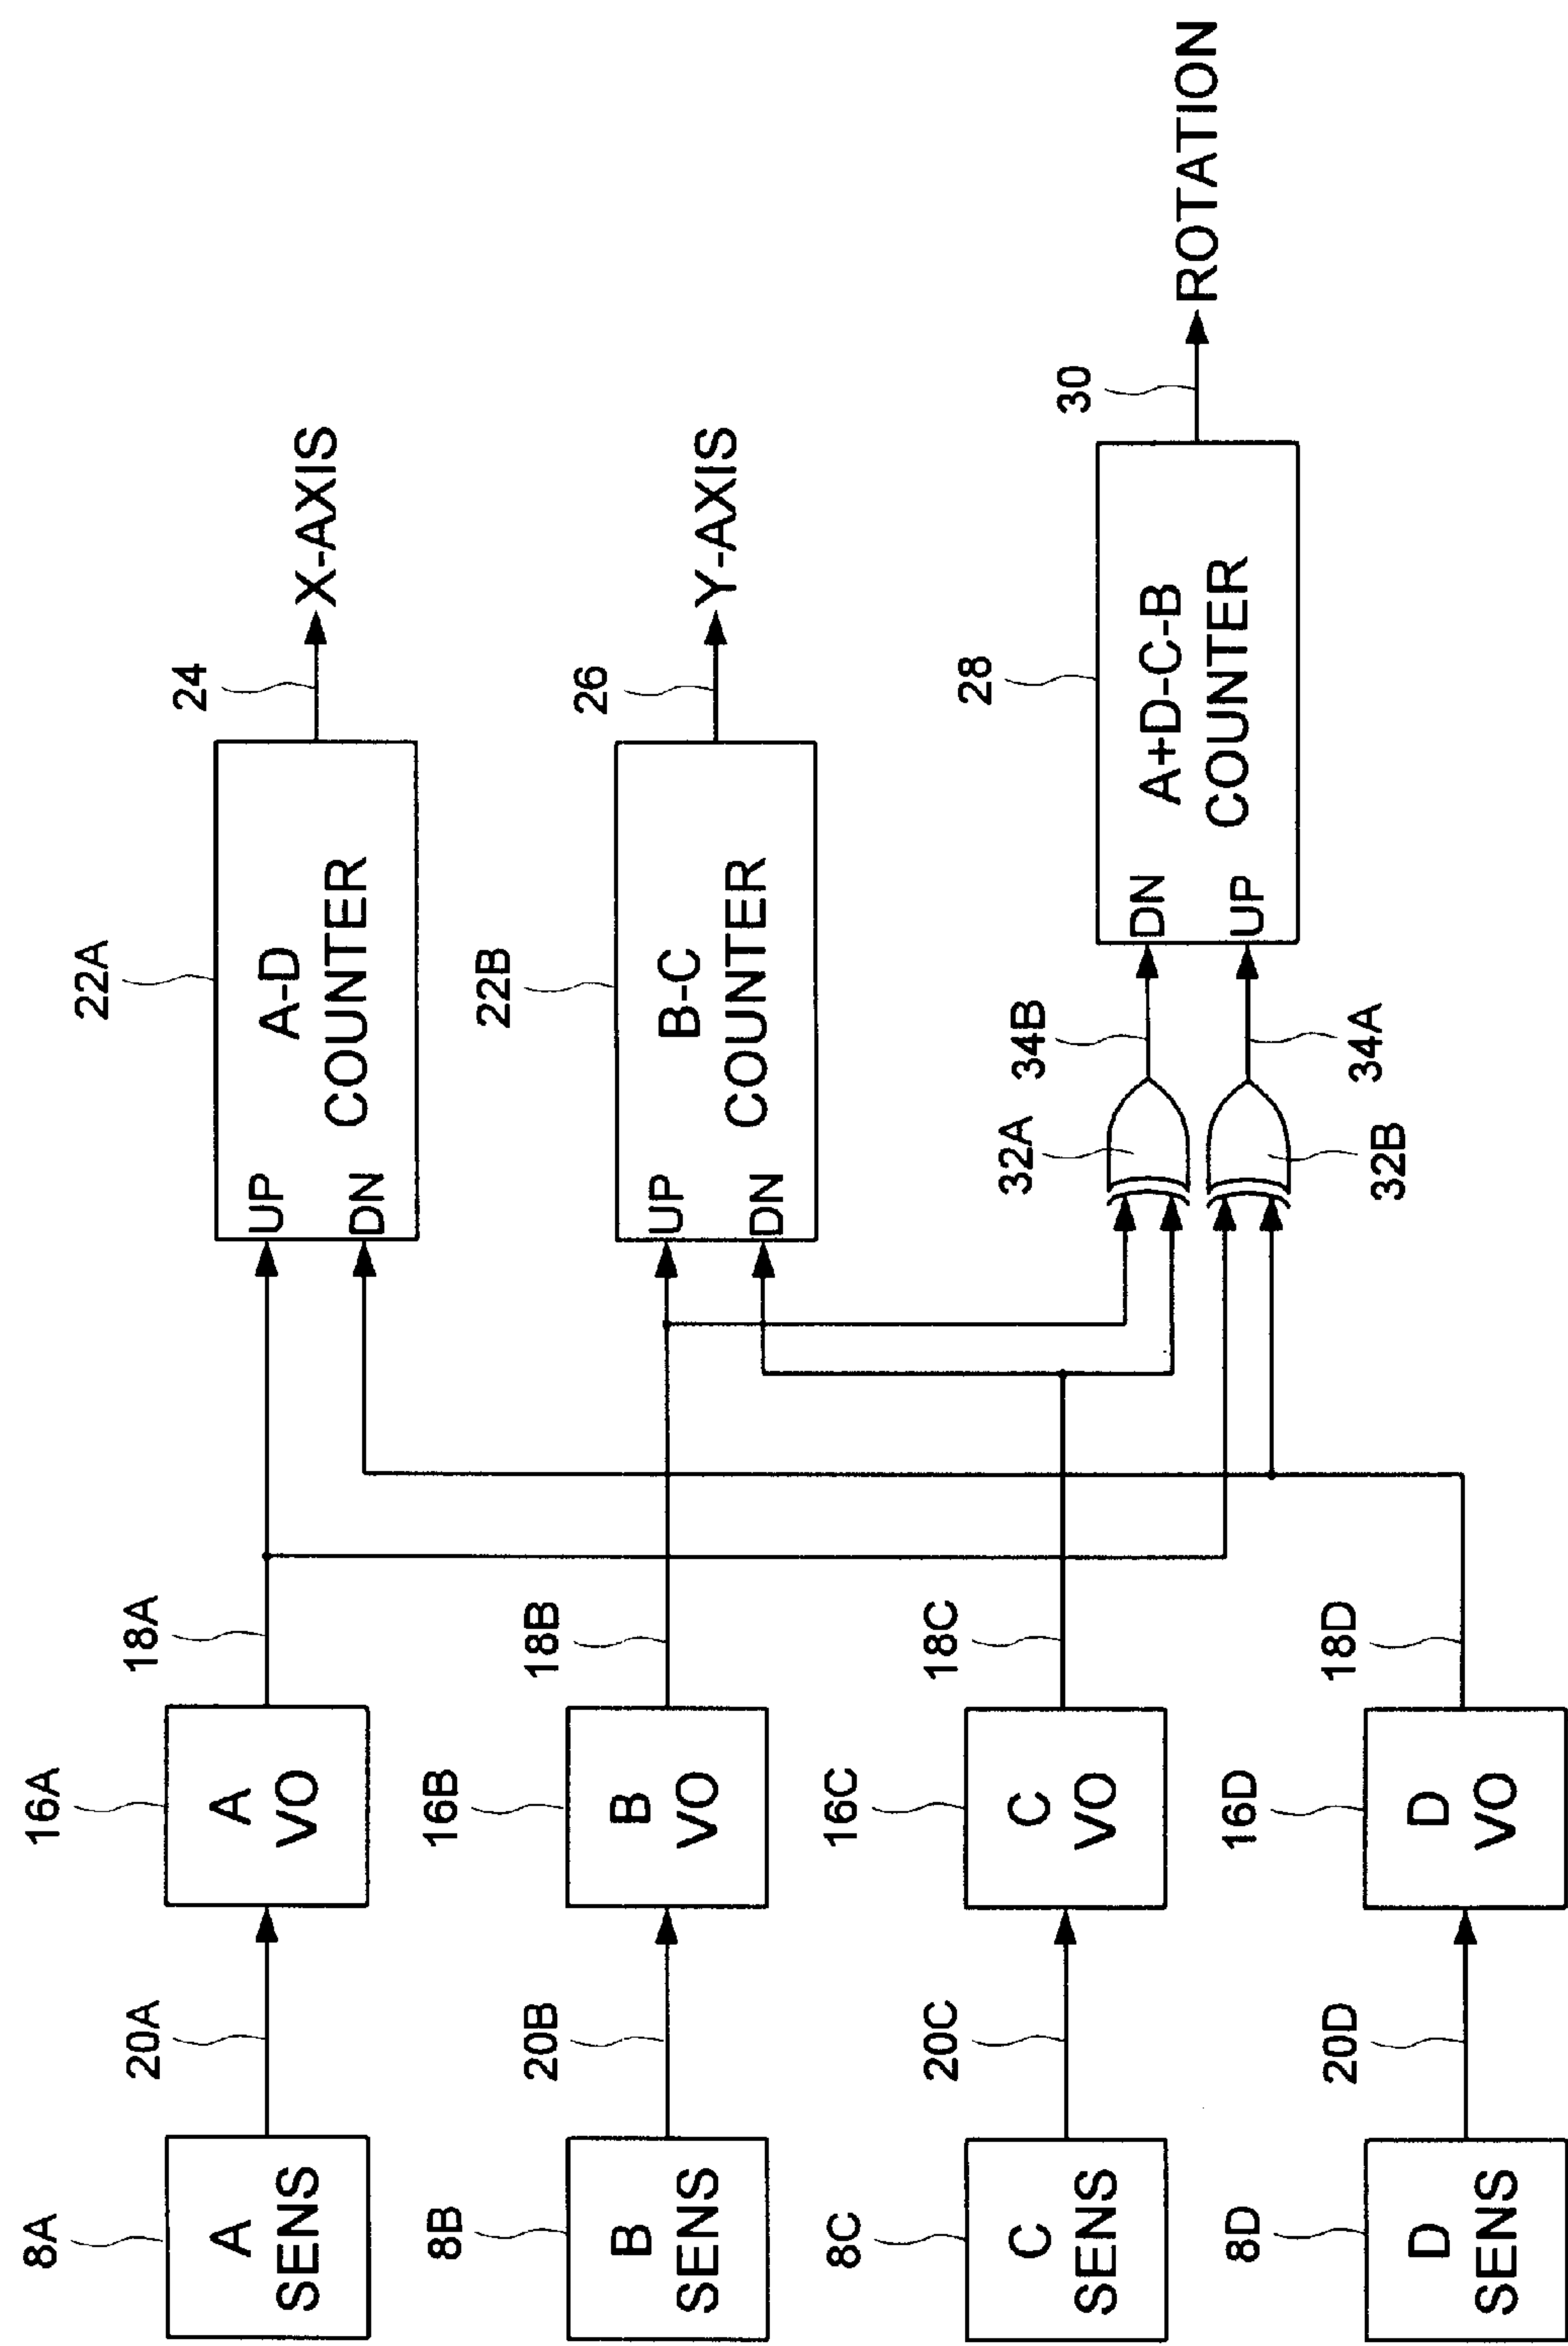 8A
A
SENS
20A
16A
A
VO
18A
22A
UP
DN
A-D
COUNTER
24
X-AXIS
8B
B
SENS
20B
16B
B
VO
18B
22B
UP
DN
B-C
COUNTER
26
Y-AXIS
8C
C
SENS
20C
16C
C
VO
18C
32A
34B
28
DN
UP
A+D-C-B
COUNTER
30
ROTATION
8D
D
SENS
20D
16D
D
VO
18D
32B
34A